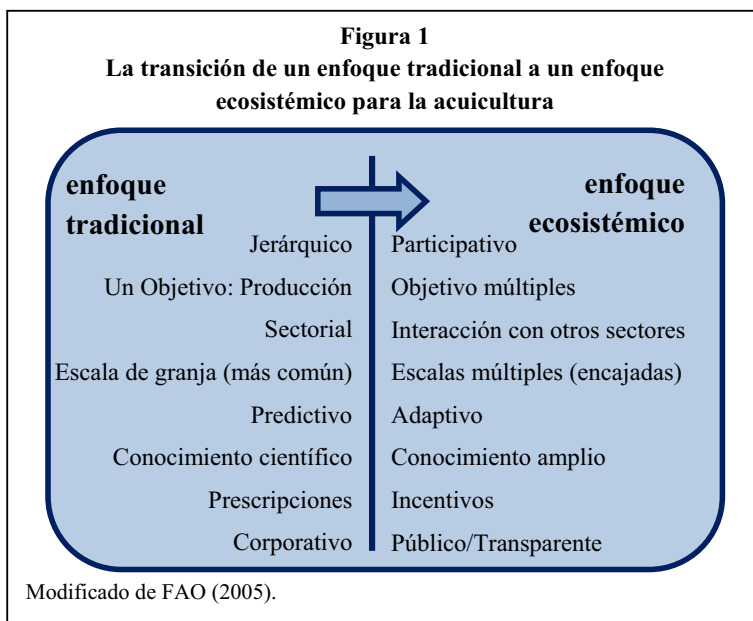 Figura 1
La transición de un enfoque tradicional a un enfoque
ecosistémico para la acuicultura
enfoque
tradicional
enfoque
ecosistémico
Jerárquico Participativo
Un Objetivo: Producción Objetivo múltiples
Sectorial Interacción con otros sectores
Escala de granja (más común) Escalas múltiples (encajadas)
Predictivo Adaptivo
Conocimiento científico Conocimiento amplio
Prescripciones Incentivos
Corporativo Público/Transparente
Modificado de FAO (2005).